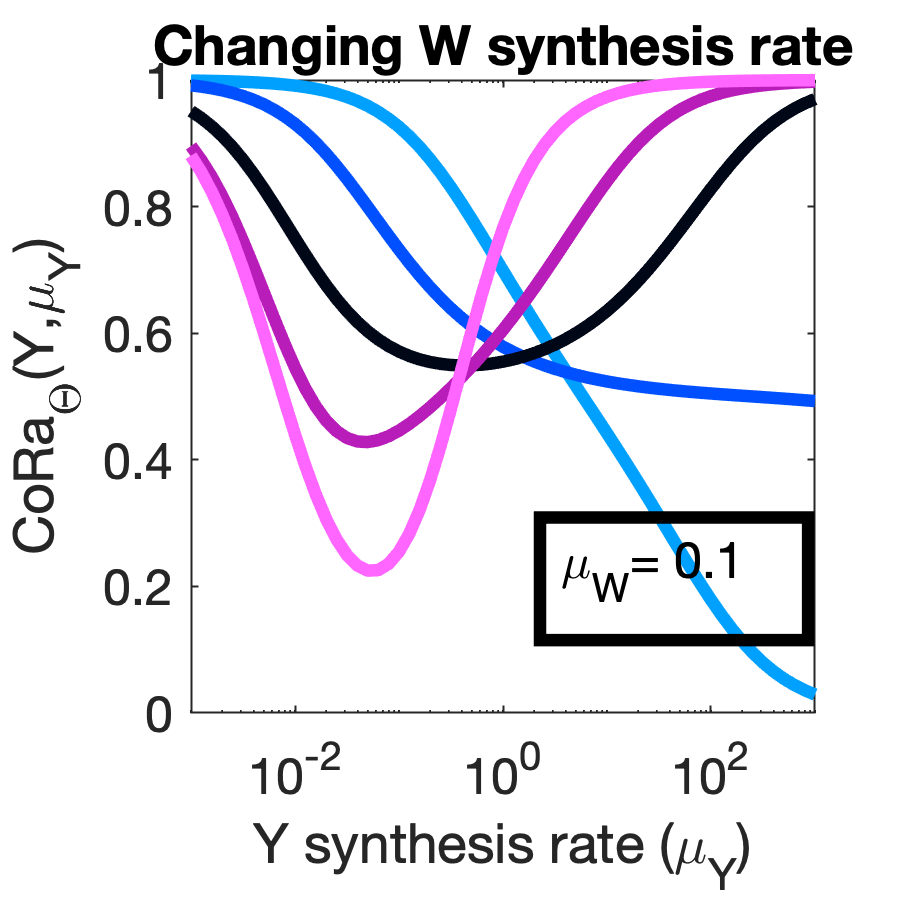 Changing W synthesis rate
1
0.8
0.6
0.4
0.2
0
CoRa_Θ(Y,μ_Y)
μ_W= 0.1
10^-2 10^0 10^2
Y synthesis rate (μ_Y)